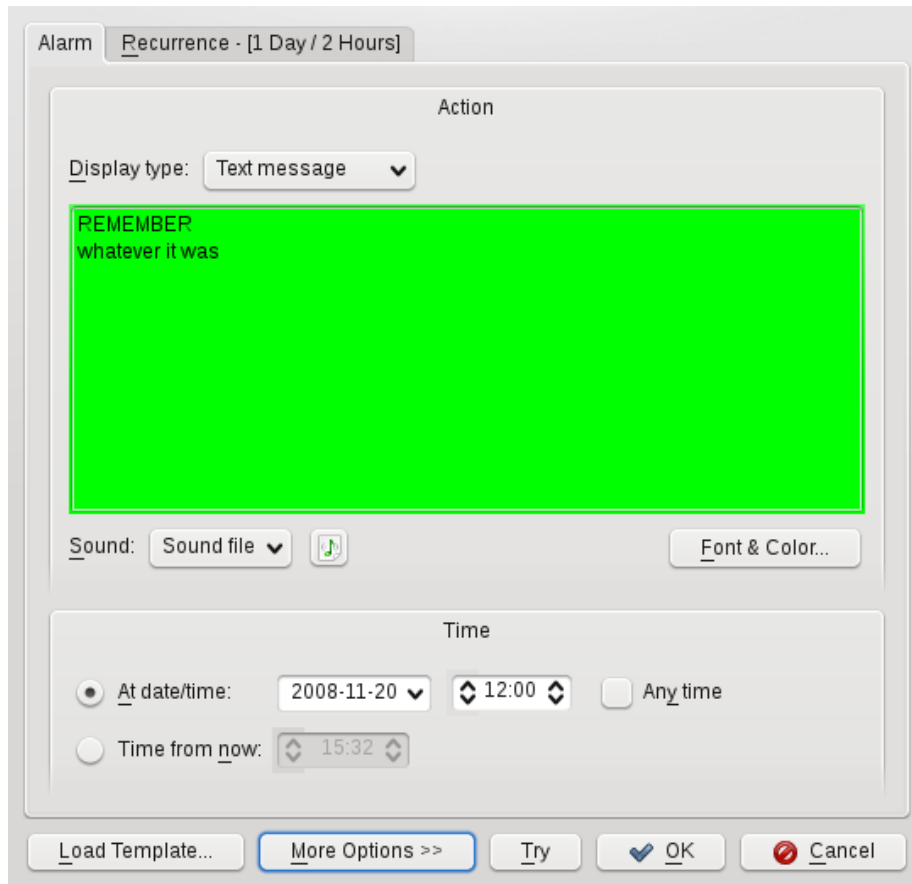 Alarm
Recurrence - [1 Day / 2 Hours]
Action
Display type: Text message
REMEMBER
whatever it was
Sound: Sound file
Font & Color...
Time
At date/time: 2008-11-20 12:00 Any time
Time from now: 15:32
Load Template... More Options >> Try OK Cancel